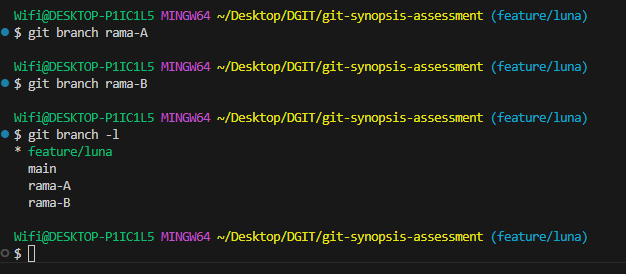 Wifi@DESKTOP-P1IC1L5 MINGW64 ~/Desktop/DGIT/git-synopsis-assessment (feature/luna)
$ git branch rama-A
Wifi@DESKTOP-P1IC1L5 MINGW64 ~/Desktop/DGIT/git-synopsis-assessment (feature/luna)
$ git branch rama-B
Wifi@DESKTOP-P1IC1L5 MINGW64 ~/Desktop/DGIT/git-synopsis-assessment (feature/luna)
$ git branch -l
* feature/luna
main
rama-A
rama-B
Wifi@DESKTOP-P1IC1L5 MINGW64 ~/Desktop/DGIT/git-synopsis-assessment (feature/luna)
$